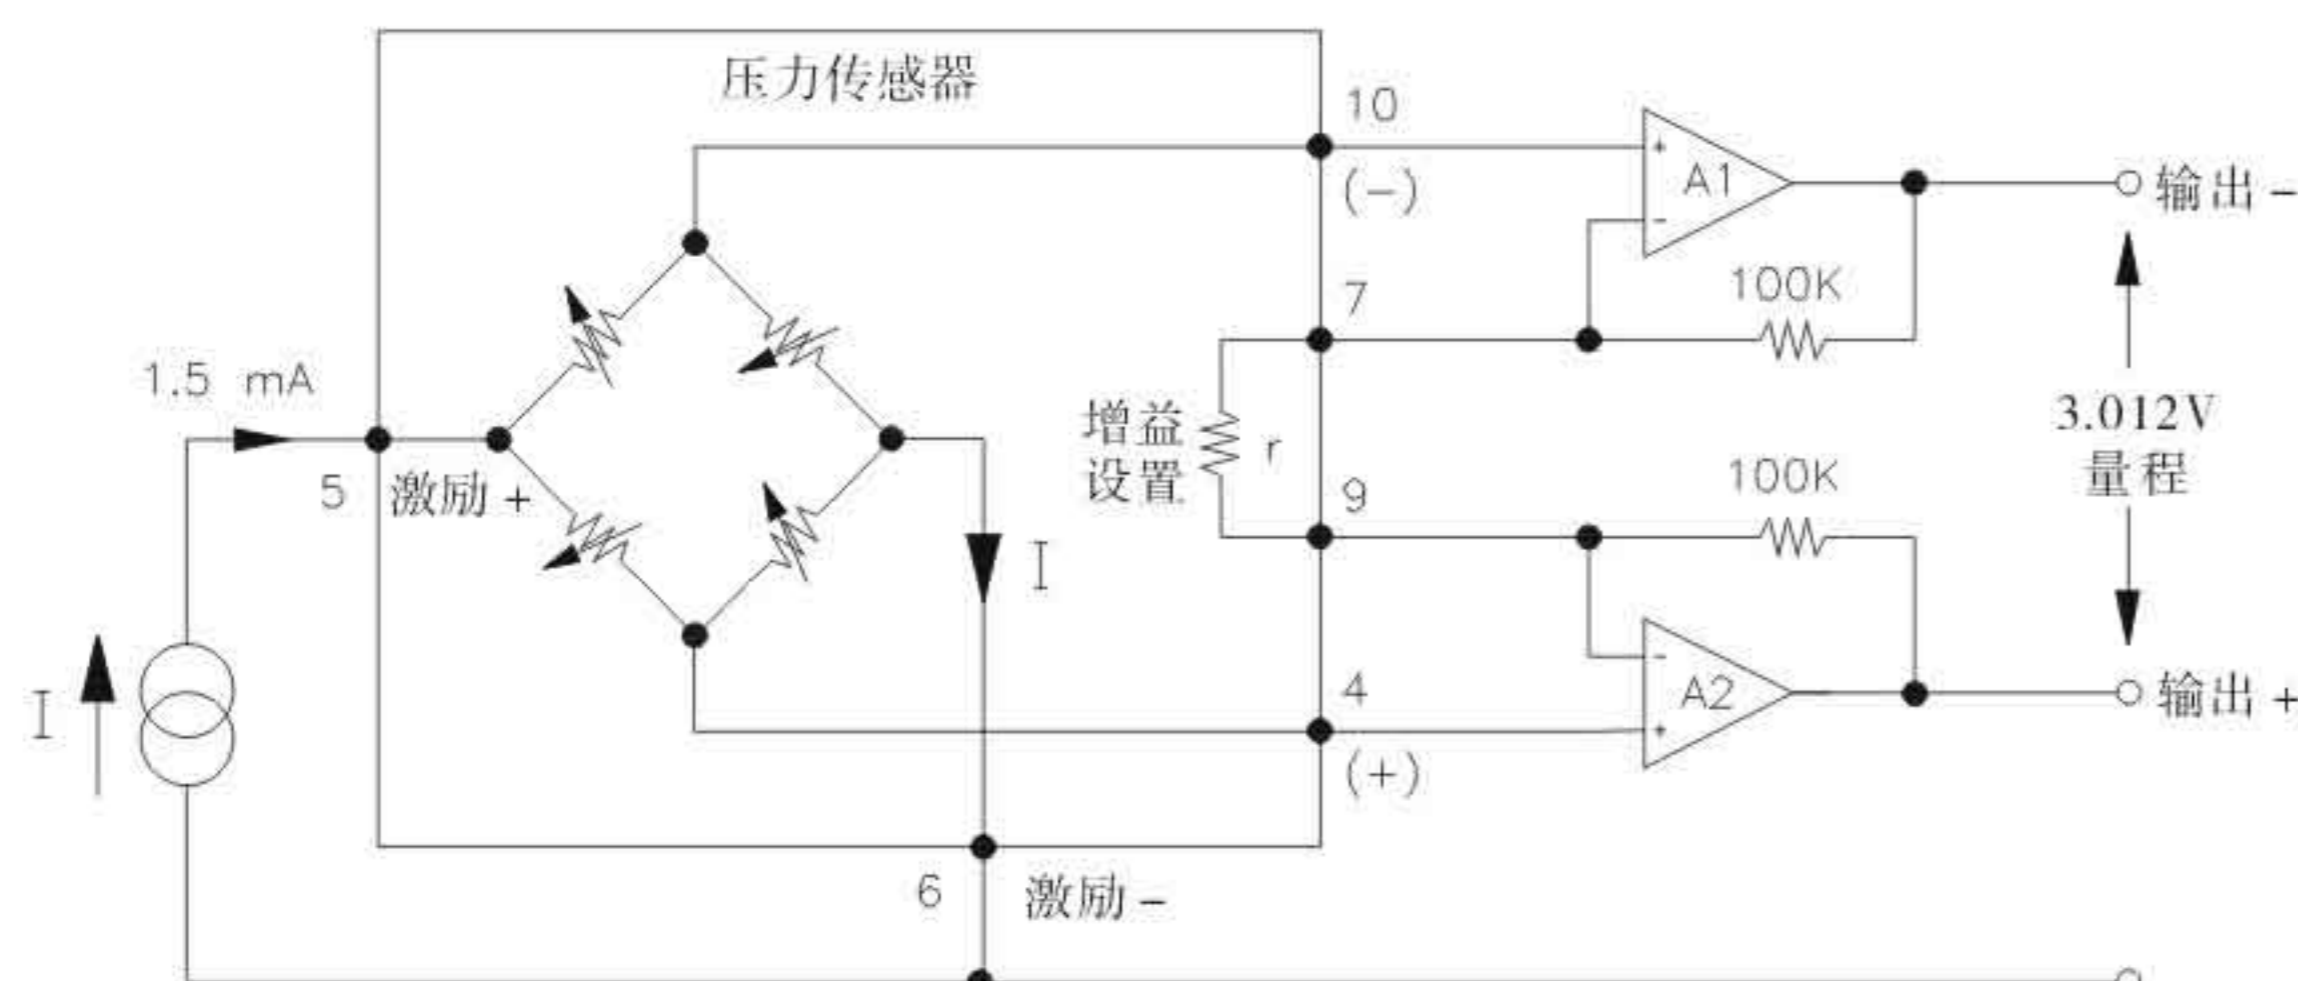 压力传感器
10
(−)
+
A1
-
输出−
7
100K
1.5 mA
5
激励+
增益
设置
r
3.012V
量程
9
100K
I
I
-
A2
+
输出+
4
(+)
6
激励−